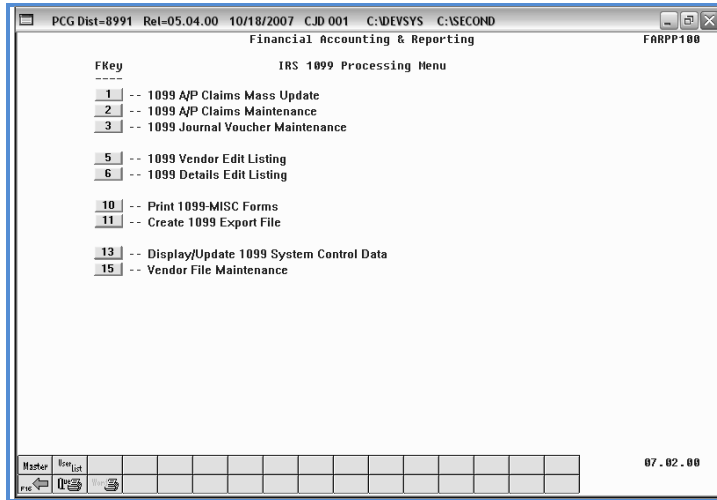 PCG Dist=8991 Rel=05.04.00 10/18/2007 CJD 001 C:\DEVSYS C:\SECOND
Financial Accounting & Reporting FARPP100
FKey IRS 1099 Processing Menu
----
1 -- 1099 A/P Claims Mass Update
2 -- 1099 A/P Claims Maintenance
3 -- 1099 Journal Voucher Maintenance
5 -- 1099 Vendor Edit Listing
6 -- 1099 Details Edit Listing
10 -- Print 1099-MISC Forms
11 -- Create 1099 Export File
13 -- Display/Update 1099 System Control Data
15 -- Vendor File Maintenance
Master User List 07.02.00
F16 Que